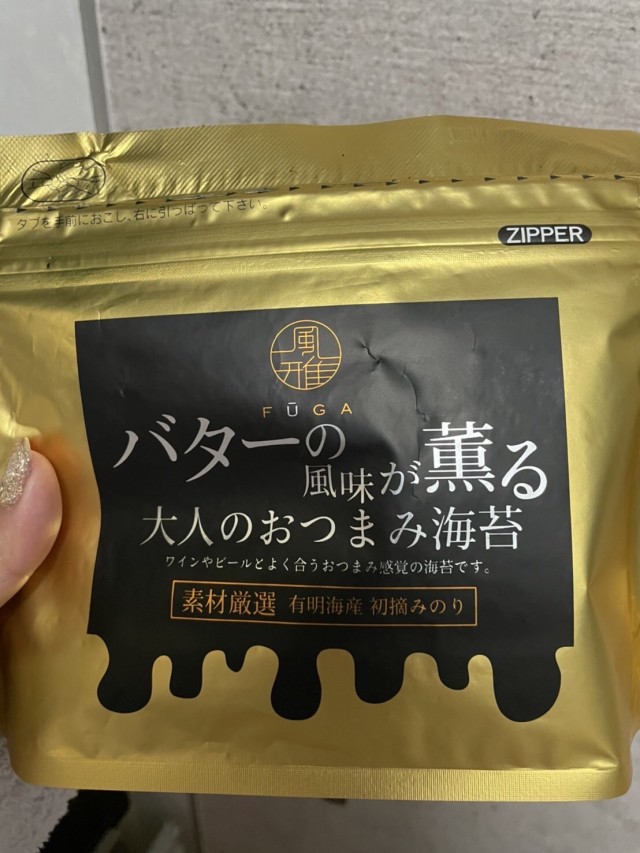 タブを手前におこし、右に引っぱって下さい。
ZIPPER
風雅
FŪGA
バターの
風味が薫る
大人のおつまみ海苔
ワインやビールとよく合うおつまみ感覚の海苔です。
素材厳選 有明海産 初摘みのり